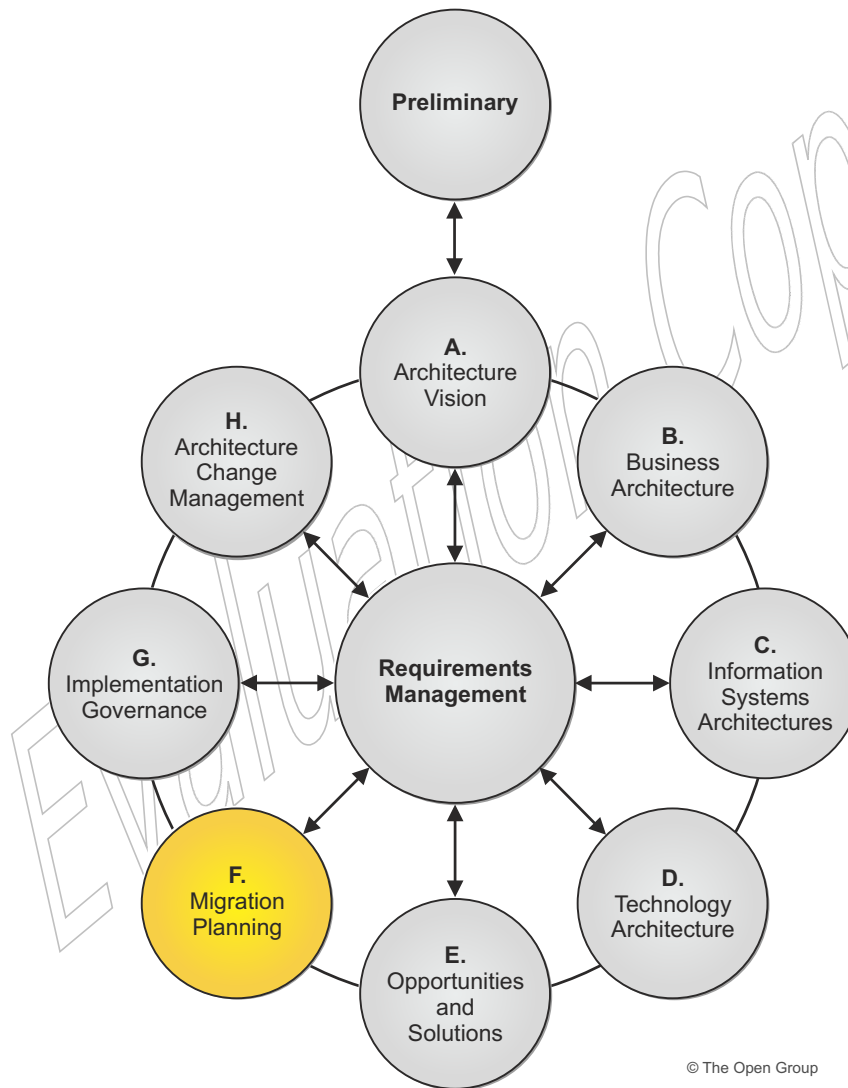 Preliminary
A.
Architecture
Vision
H.
Architecture
Change
Management
B.
Business
Architecture
G.
Implementation
Governance
Requirements
Management
C.
Information
Systems
Architectures
F.
Migration
Planning
D.
Technology
Architecture
E.
Opportunities
and
Solutions
© The Open Group
Evaluation Cop